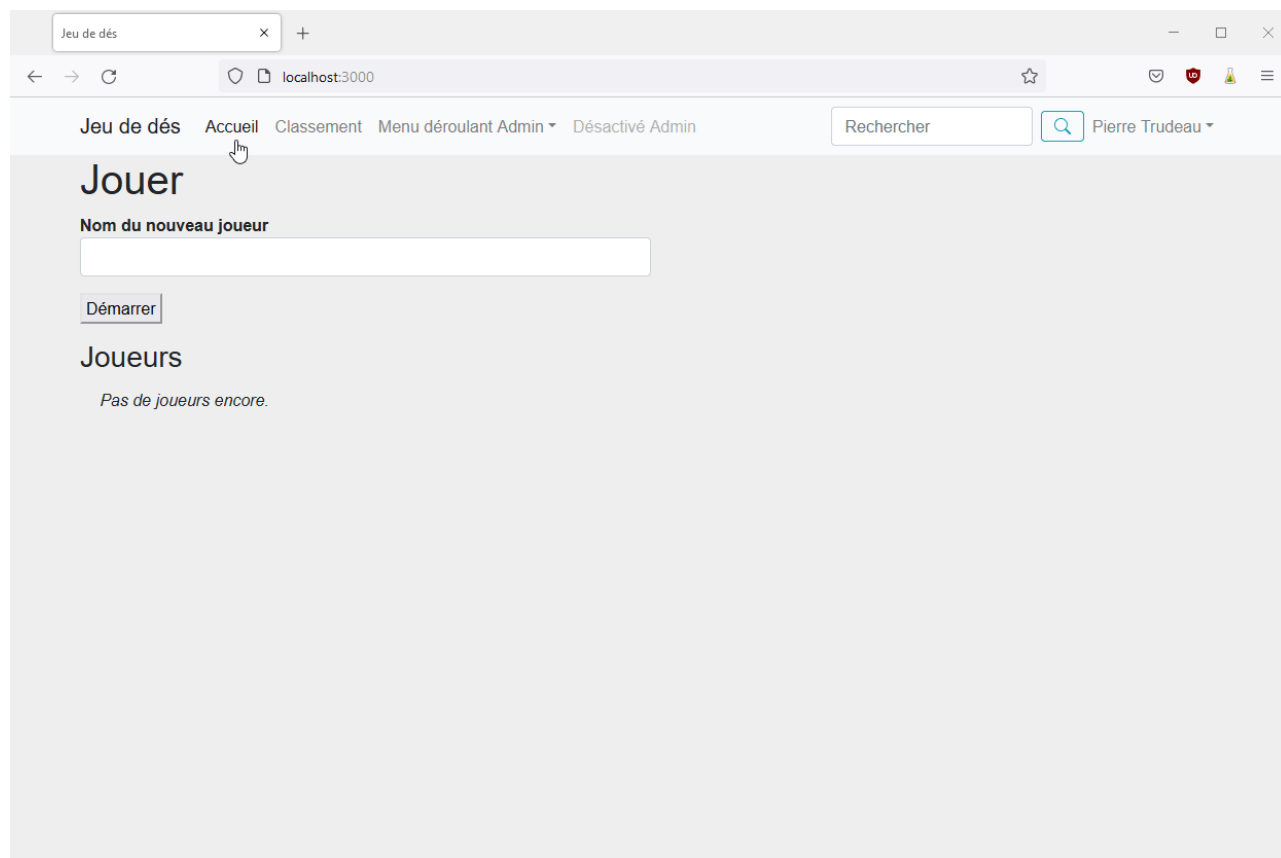 Jeu de dés
localhost:3000
Jeu de dés Accueil Classement Menu déroulant Admin Désactivé Admin Rechercher Pierre Trudeau
Jouer
Nom du nouveau joueur
Démarrer
Joueurs
Pas de joueurs encore.